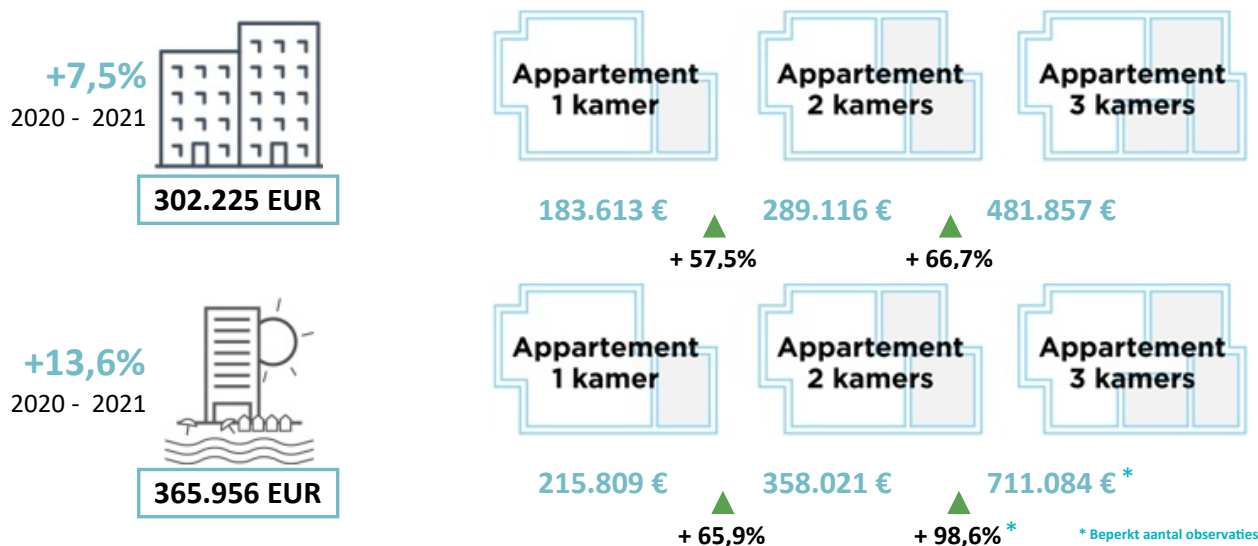 +7,5%
2020 - 2021
302.225 EUR
Appartement
1 kamer
Appartement
2 kamers
Appartement
3 kamers
183.613 €
289.116 €
481.857 €
+ 57,5%
+ 66,7%
+13,6%
2020 - 2021
365.956 EUR
Appartement
1 kamer
Appartement
2 kamers
Appartement
3 kamers
215.809 €
358.021 €
711.084 € *
+ 65,9%
+ 98,6% *
* Beperkt aantal observaties